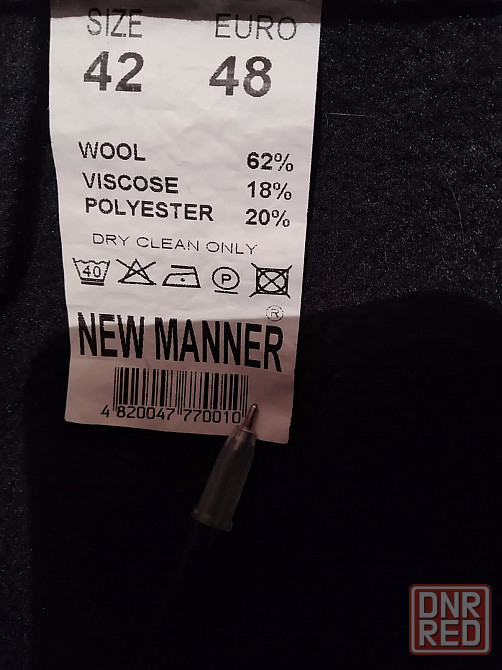 SIZE EURO
42 48
WOOL 62%
VISCOSE 18%
POLYESTER 20%
DRY CLEAN ONLY
40 P
®
NEW MANNER
4 820047 770010
DNR
RED